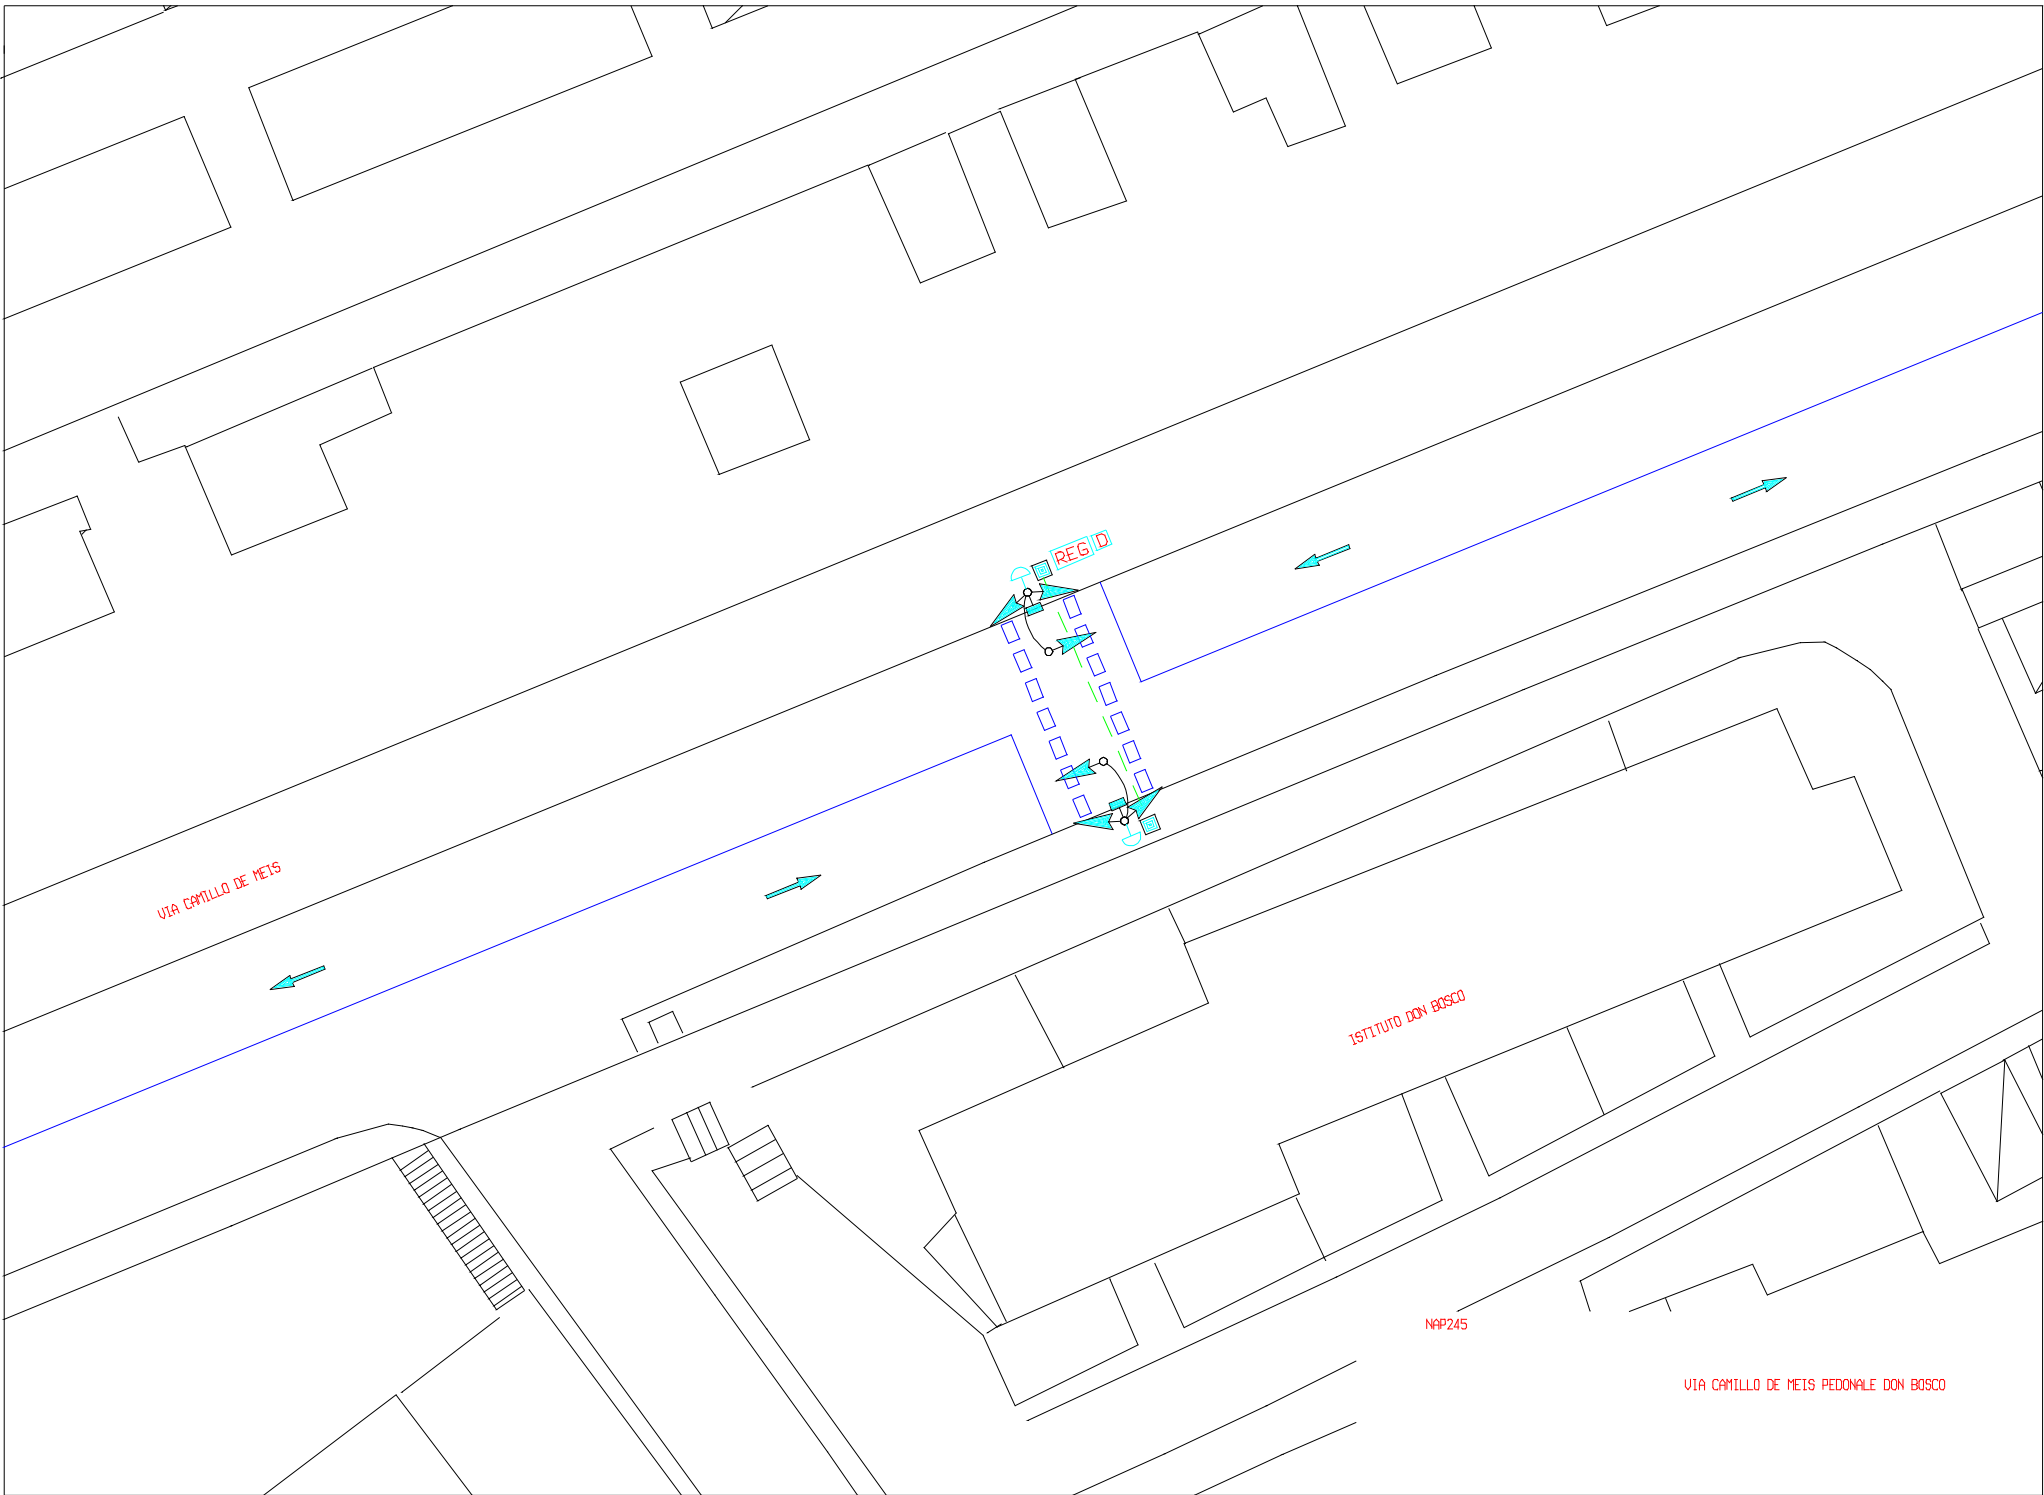 REG D
VIA CAMILLO DE MEIS
ISTITUTO DON BOSCO
NAP245
VIA CAMILLO DE MEIS PEDONALE DON BOSCO